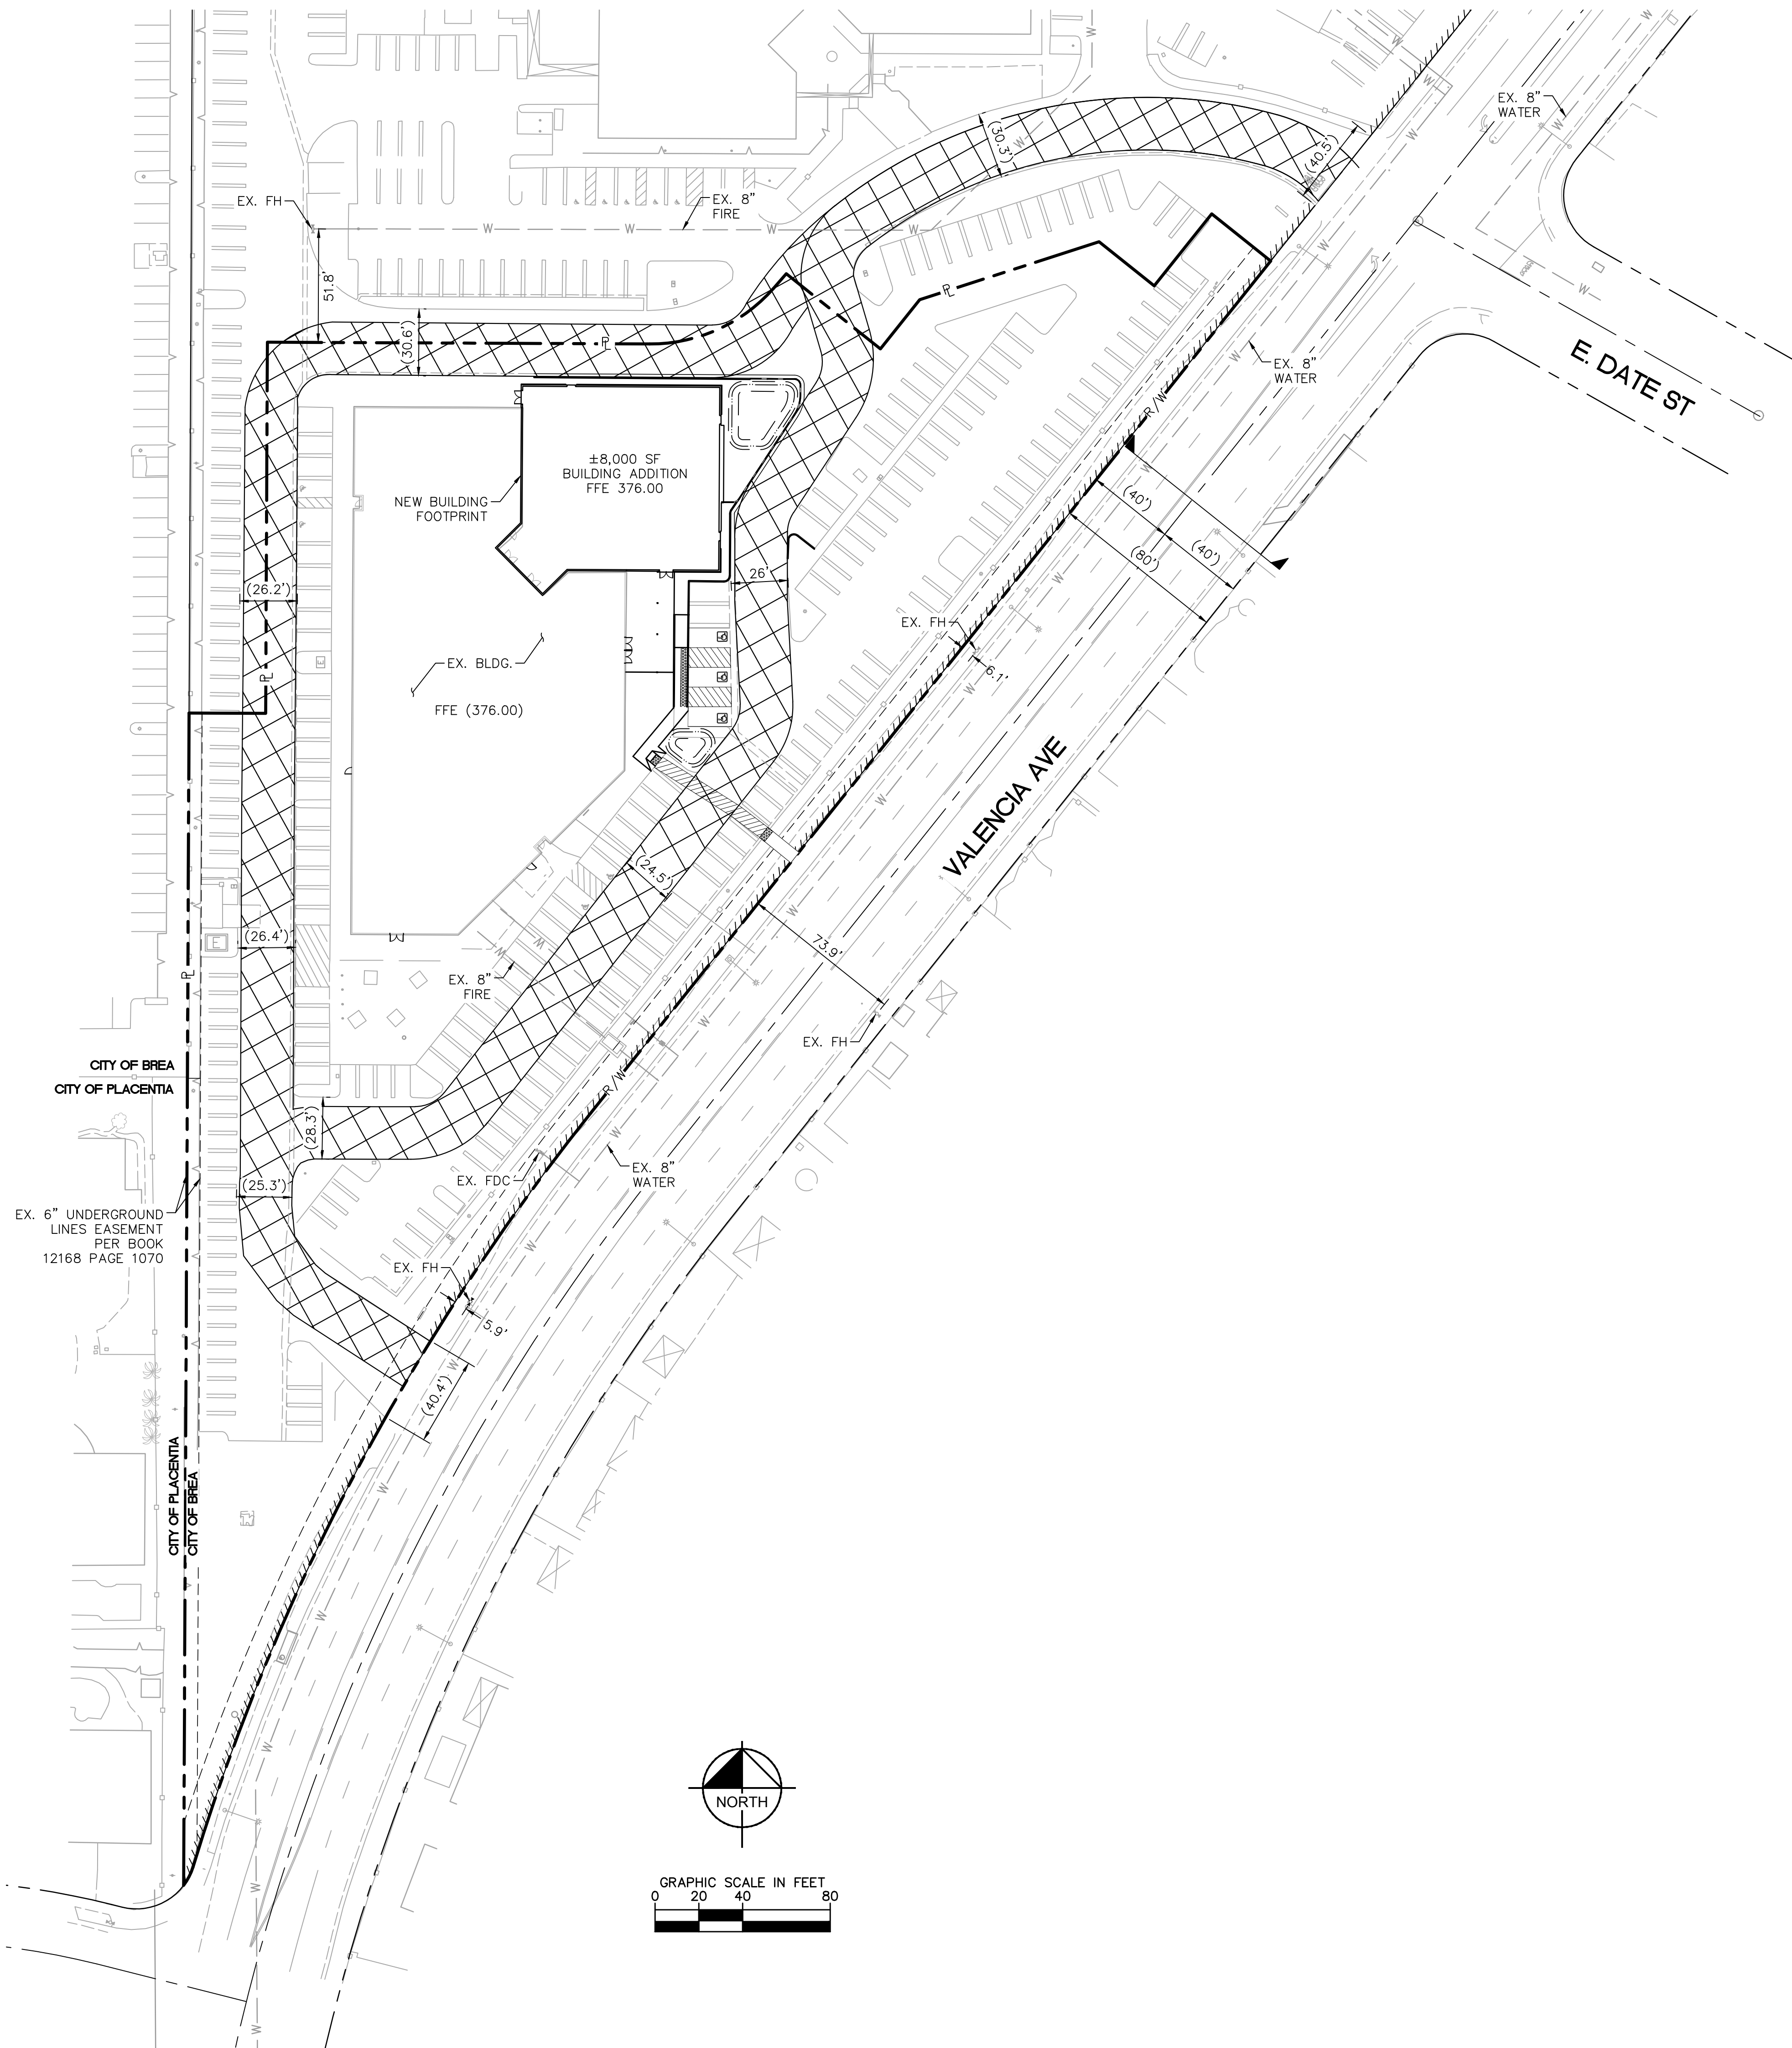 EX. 8"
WATER
(30.3')
(40.5')
EX. FH
EX. 8"
FIRE
W
W
W
W
51.8'
(30.6')
PL
PL
EX. 8"
WATER
E. DATE ST
R/W
±8,000 SF
BUILDING ADDITION
FFE 376.00
NEW BUILDING
FOOTPRINT
(40')
(40')
(80')
(26.2')
26'
EX. FH
6.1'
EX. BLDG.
PL
FFE (376.00)
E
VALENCIA AVE
(24.5')
73.9'
(26.4')
E
PL
EX. 8"
FIRE
EX. FH
CITY OF BREA
CITY OF PLACENTIA
R/W
(28.3')
EX. FDC
EX. 8"
WATER
(25.3')
EX. 6" UNDERGROUND
LINES EASEMENT
PER BOOK
12168 PAGE 1070
EX. FH
5.9'
(40.4')
CITY OF PLACENTIA
CITY OF BREA
NORTH
GRAPHIC SCALE IN FEET
0 20 40 80